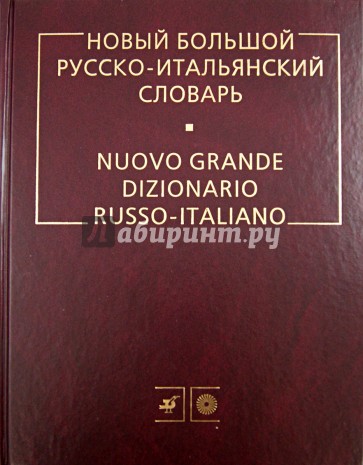 НОВЫЙ БОЛЬШОЙ
РУССКО-ИТАЛЬЯНСКИЙ
СЛОВАРЬ
NUOVO GRANDE
DIZIONARIO
RUSSO-ITALIANO
Лабиринт.ру